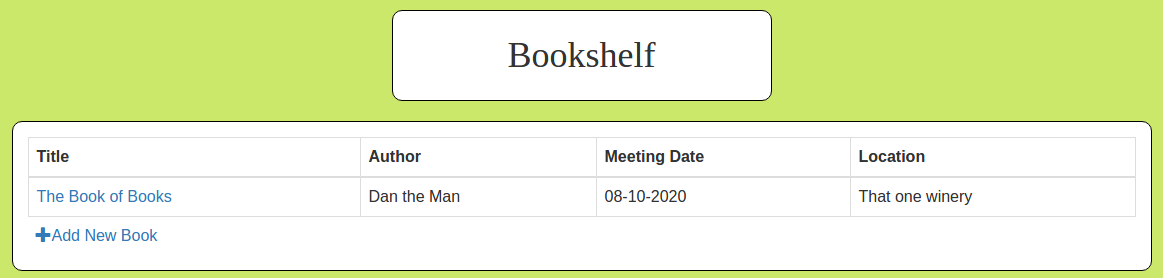 Bookshelf
Title Author Meeting Date Location
The Book of Books Dan the Man 08-10-2020 That one winery
Add New Book